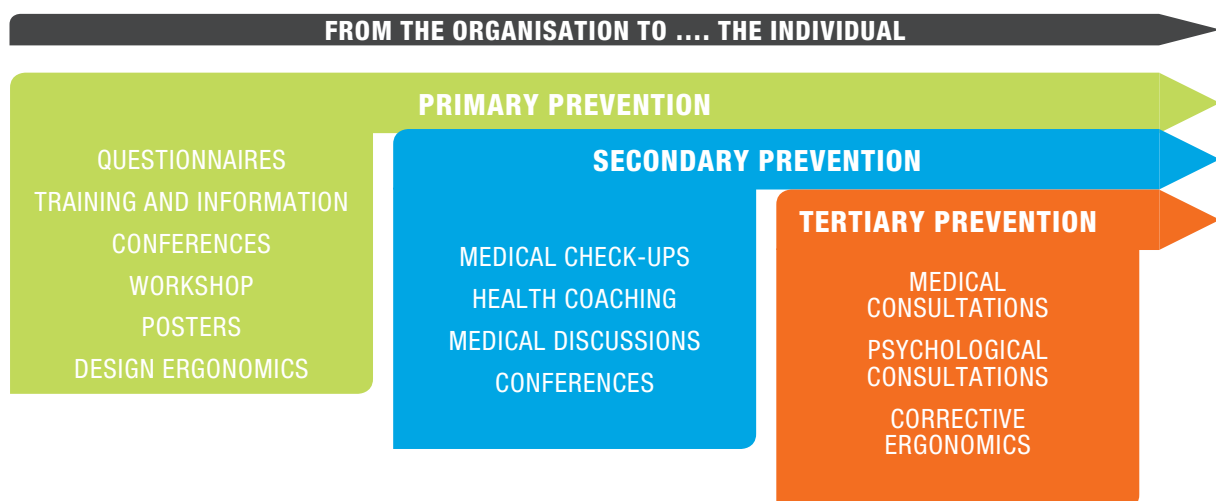 FROM THE ORGANISATION TO .... THE INDIVIDUAL
PRIMARY PREVENTION
QUESTIONNAIRES
TRAINING AND INFORMATION
CONFERENCES
WORKSHOP
POSTERS
DESIGN ERGONOMICS
SECONDARY PREVENTION
MEDICAL CHECK-UPS
HEALTH COACHING
MEDICAL DISCUSSIONS
CONFERENCES
TERTIARY PREVENTION
MEDICAL
CONSULTATIONS
PSYCHOLOGICAL
CONSULTATIONS
CORRECTIVE
ERGONOMICS